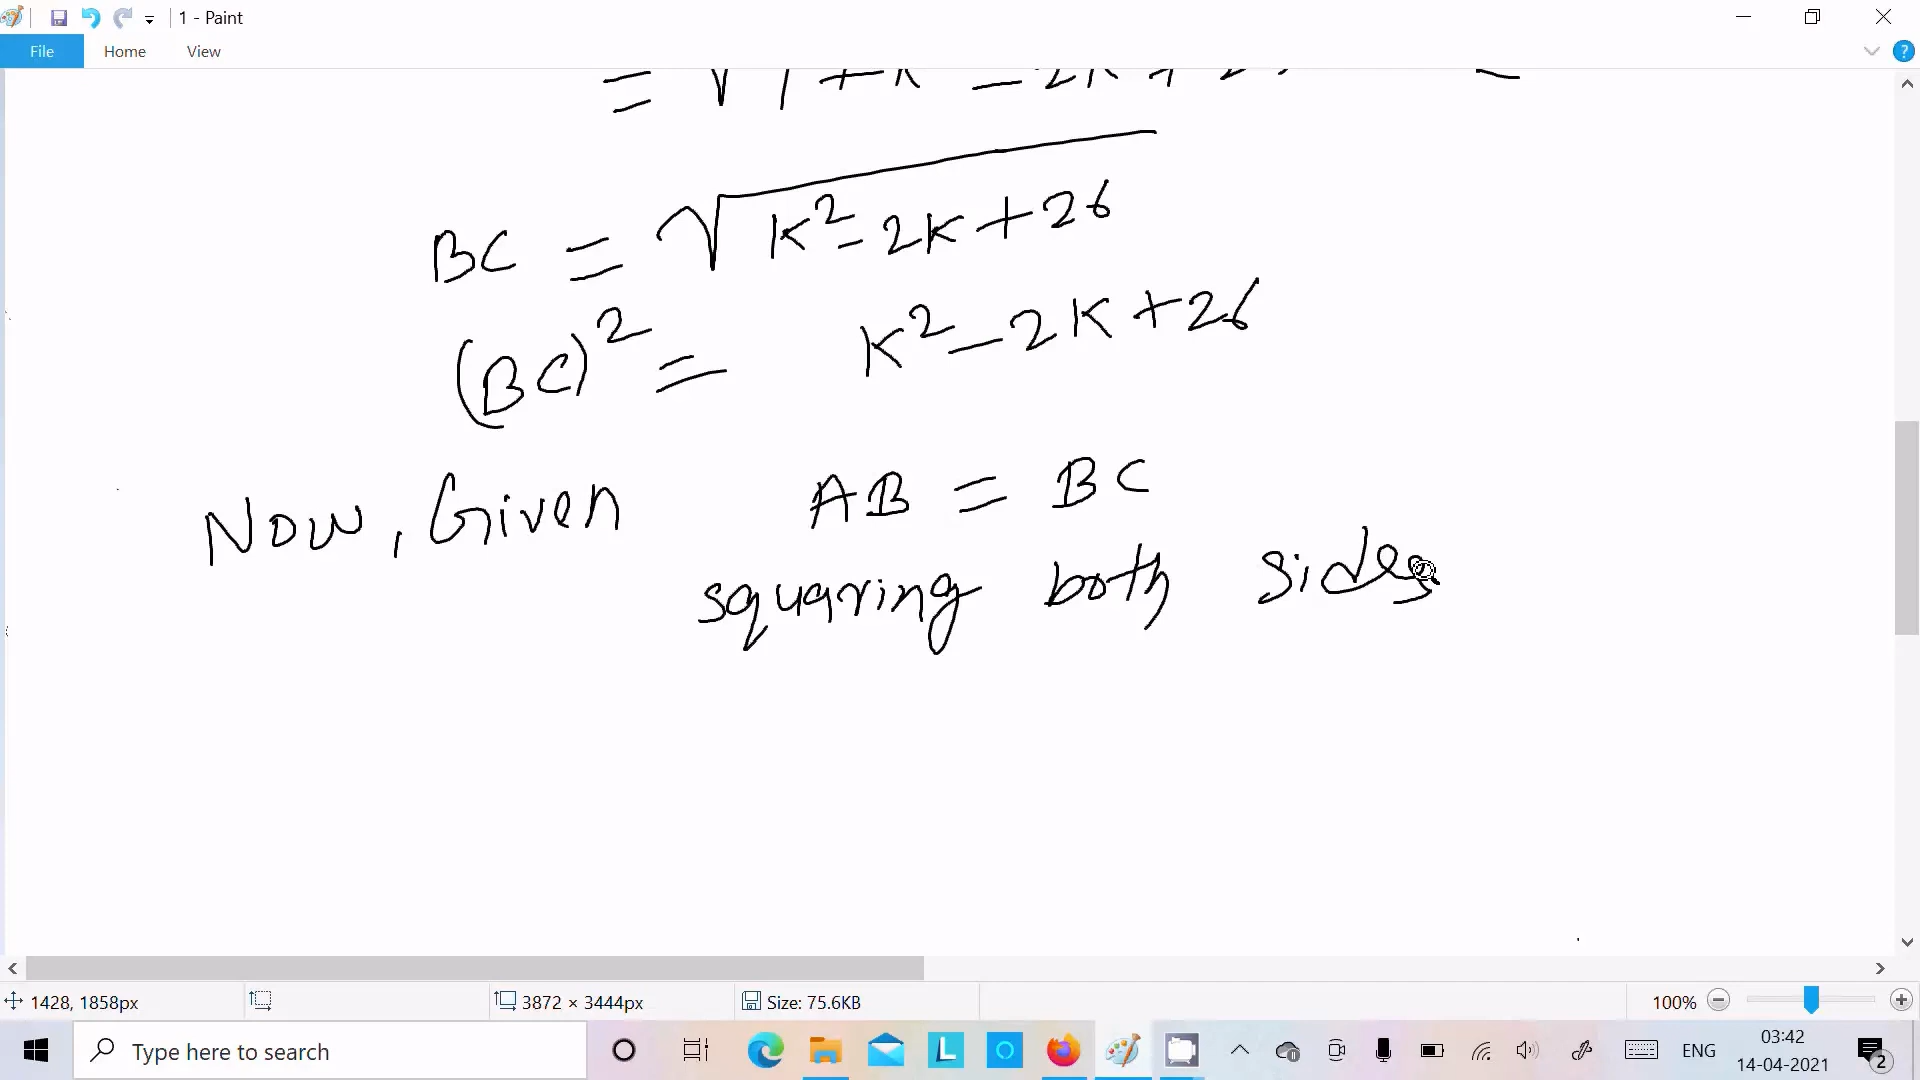 1 - Paint
File Home View
BC = √K²-2K+26
(BC)² = K²-2K+26
Now, Given AB = BC
squaring both sides
1428, 1858px 3872 × 3444px Size: 75.6KB 100%
Type here to search ENG 03:42
14-04-2021 2